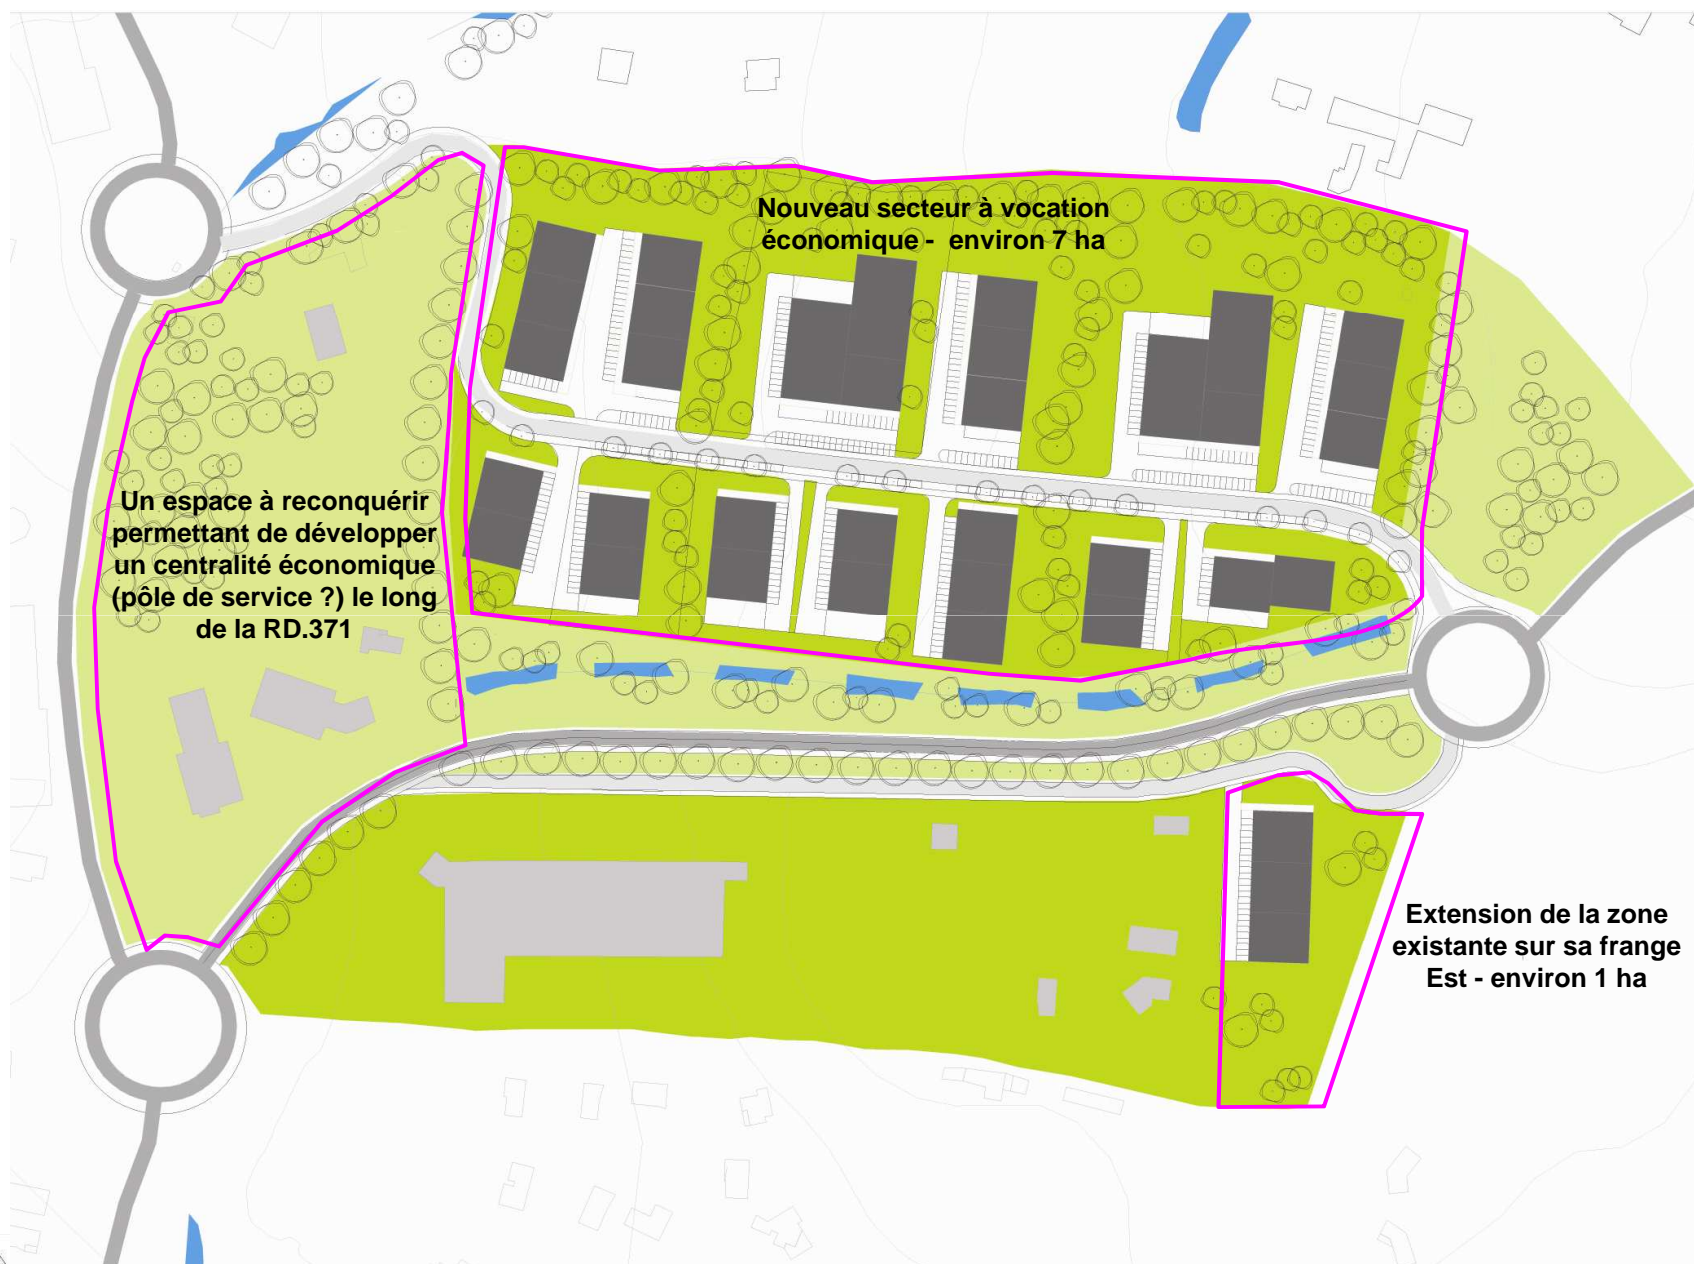 Nouveau secteur à vocation
économique - environ 7 ha
Un espace à reconquérir
permettant de développer
un centralité économique
(pôle de service ?) le long
de la RD.371
Extension de la zone
existante sur sa frange
Est - environ 1 ha